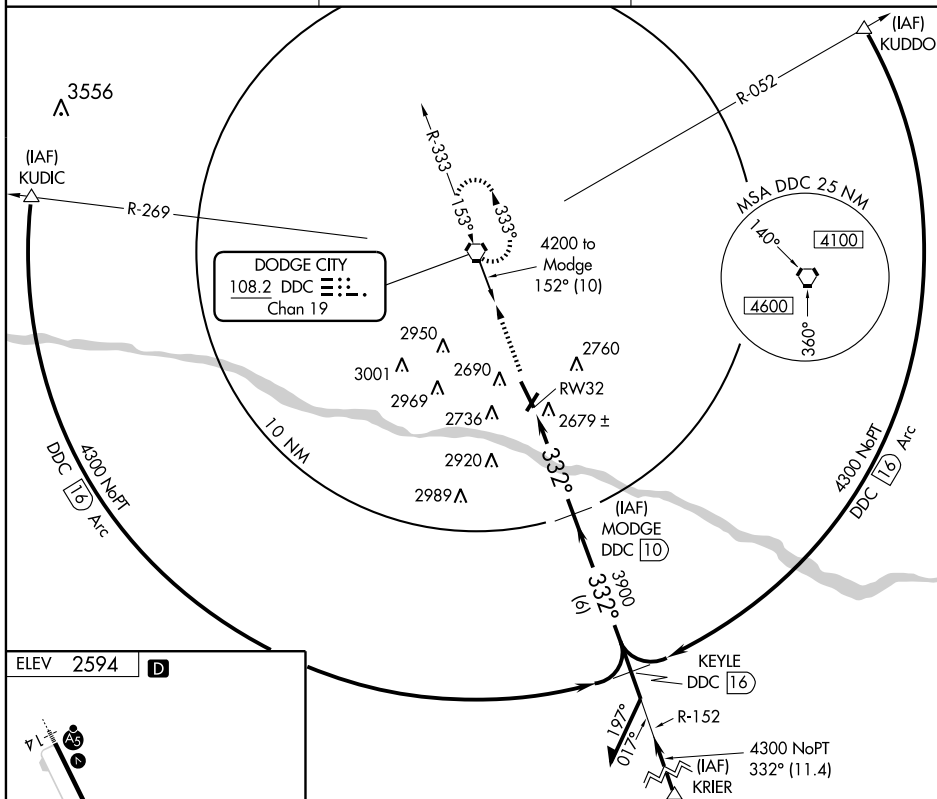 (IAF)
KUDDO
R-052
3556
(IAF)
KUDIC
R-269
R-333
153°
333°
MSA DDC 25 NM
140°
4100
4600
360°
4200 to
Modge
152° (10)
DODGE CITY
108.2 DDC
Chan 19
2950
3001
2969
2690
2760
RW32
2736
2679 ±
2920
2989
10 NM
332°
4300 NoPT
DDC 16 Arc
4300 NoPT
DDC 16 Arc
(IAF)
MODGE
DDC 10
3900
332°
(6)
KEYLE
DDC 16
197°
017°
R-152
4300 NoPT
332° (11.4)
(IAF)
KRIER
ELEV 2594 D
14
A5